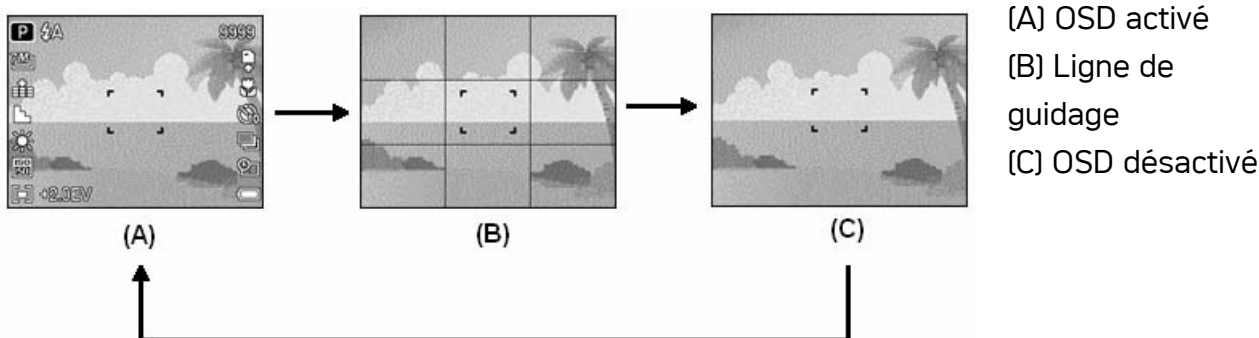 P ⚡A 9999
+2.0EV
(A)
(B)
(C)
(A) OSD activé
(B) Ligne de
guidage
(C) OSD désactivé